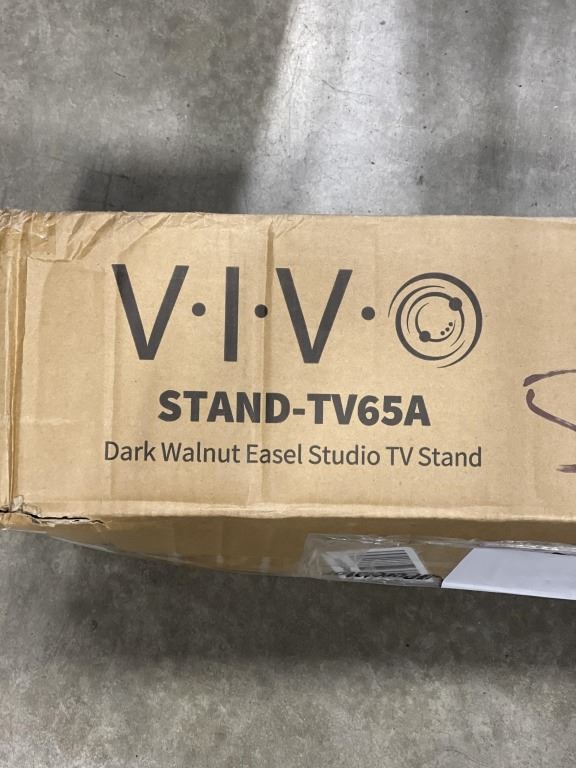 V·I·V·O
STAND-TV65A
Dark Walnut Easel Studio TV Stand